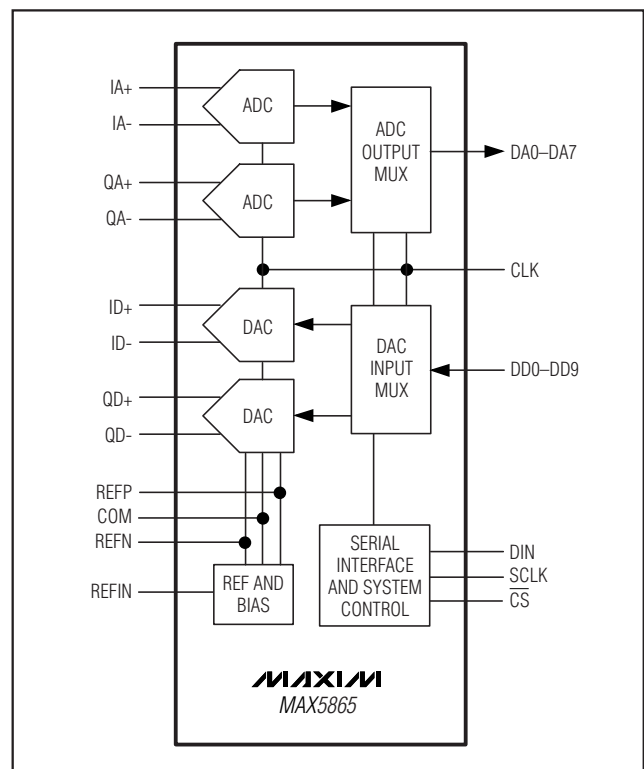 IA+
IA-
ADC
QA+
QA-
ADC
ADC
OUTPUT
MUX
DA0–DA7
CLK
ID+
ID-
DAC
QD+
QD-
DAC
DAC
INPUT
MUX
DD0–DD9
REFP
COM
REFN
REFIN
REF AND
BIAS
SERIAL
INTERFACE
AND SYSTEM
CONTROL
DIN
SCLK
C̅S̅
MAXIM
MAX5865